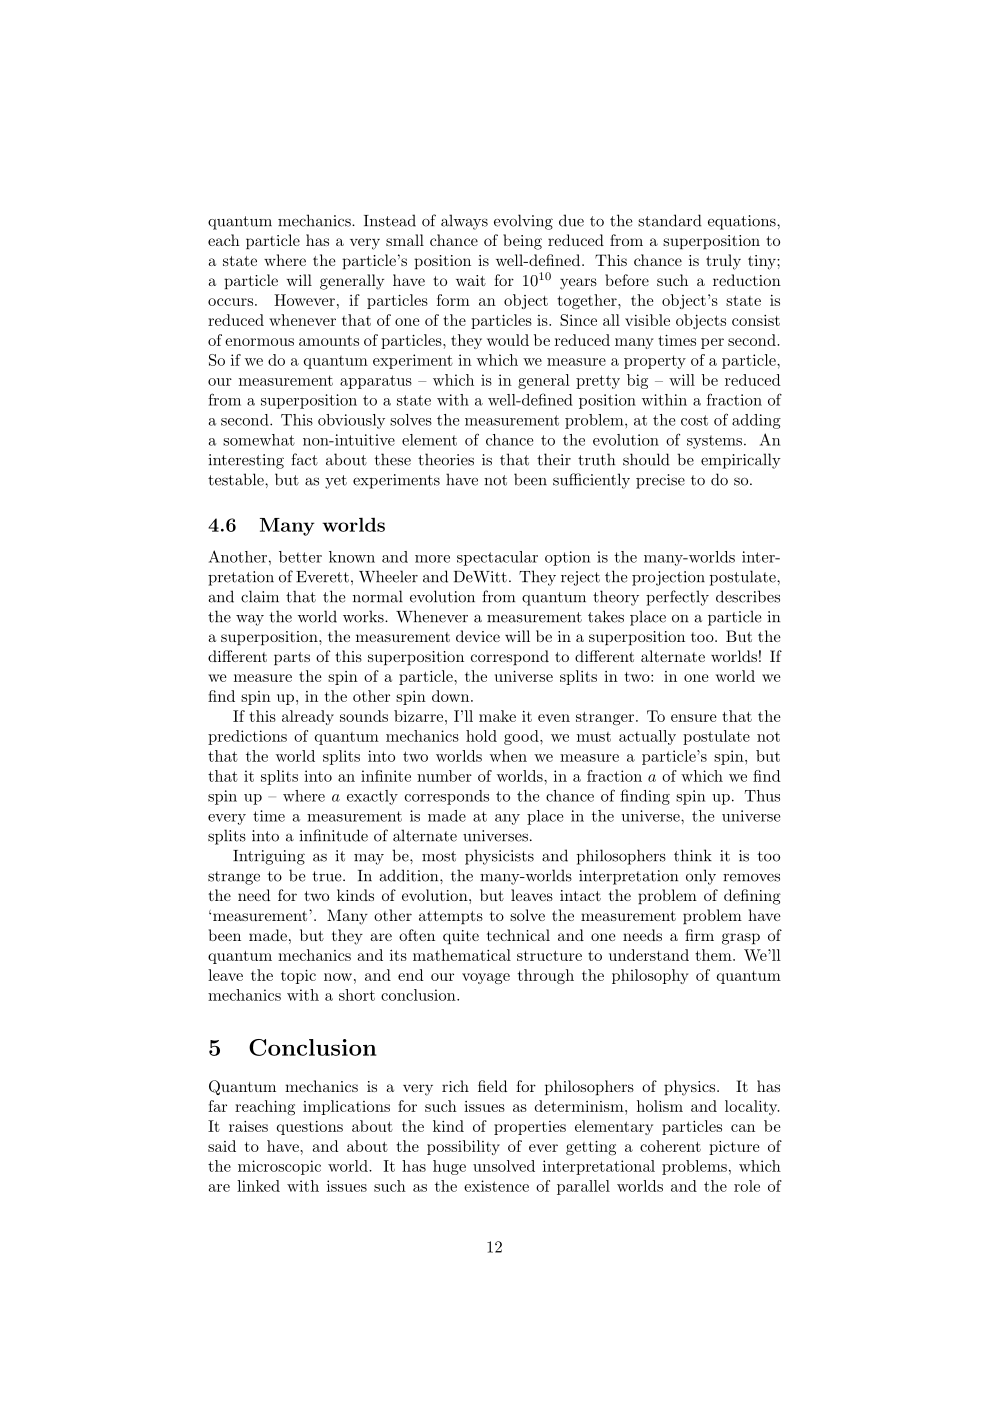 quantum mechanics. Instead of always evolving due to the standard equations,
each particle has a very small chance of being reduced from a superposition to
a state where the particle's position is well-defined. This chance is truly tiny;
a particle will generally have to wait for 10¹⁰ years before such a reduction
occurs. However, if particles form an object together, the object's state is
reduced whenever that of one of the particles is. Since all visible objects consist
of enormous amounts of particles, they would be reduced many times per second.
So if we do a quantum experiment in which we measure a property of a particle,
our measurement apparatus – which is in general pretty big – will be reduced
from a superposition to a state with a well-defined position within a fraction of
a second. This obviously solves the measurement problem, at the cost of adding
a somewhat non-intuitive element of chance to the evolution of systems. An
interesting fact about these theories is that their truth should be empirically
testable, but as yet experiments have not been sufficiently precise to do so.
4.6 Many worlds
Another, better known and more spectacular option is the many-worlds inter-
pretation of Everett, Wheeler and DeWitt. They reject the projection postulate,
and claim that the normal evolution from quantum theory perfectly describes
the way the world works. Whenever a measurement takes place on a particle in
a superposition, the measurement device will be in a superposition too. But the
different parts of this superposition correspond to different alternate worlds! If
we measure the spin of a particle, the universe splits in two: in one world we
find spin up, in the other spin down.
If this already sounds bizarre, I'll make it even stranger. To ensure that the
predictions of quantum mechanics hold good, we must actually postulate not
that the world splits into two worlds when we measure a particle's spin, but
that it splits into an infinite number of worlds, in a fraction a of which we find
spin up – where a exactly corresponds to the chance of finding spin up. Thus
every time a measurement is made at any place in the universe, the universe
splits into a infinitude of alternate universes.
Intriguing as it may be, most physicists and philosophers think it is too
strange to be true. In addition, the many-worlds interpretation only removes
the need for two kinds of evolution, but leaves intact the problem of defining
‘measurement’. Many other attempts to solve the measurement problem have
been made, but they are often quite technical and one needs a firm grasp of
quantum mechanics and its mathematical structure to understand them. We'll
leave the topic now, and end our voyage through the philosophy of quantum
mechanics with a short conclusion.
5 Conclusion
Quantum mechanics is a very rich field for philosophers of physics. It has
far reaching implications for such issues as determinism, holism and locality.
It raises questions about the kind of properties elementary particles can be
said to have, and about the possibility of ever getting a coherent picture of
the microscopic world. It has huge unsolved interpretational problems, which
are linked with issues such as the existence of parallel worlds and the role of
12